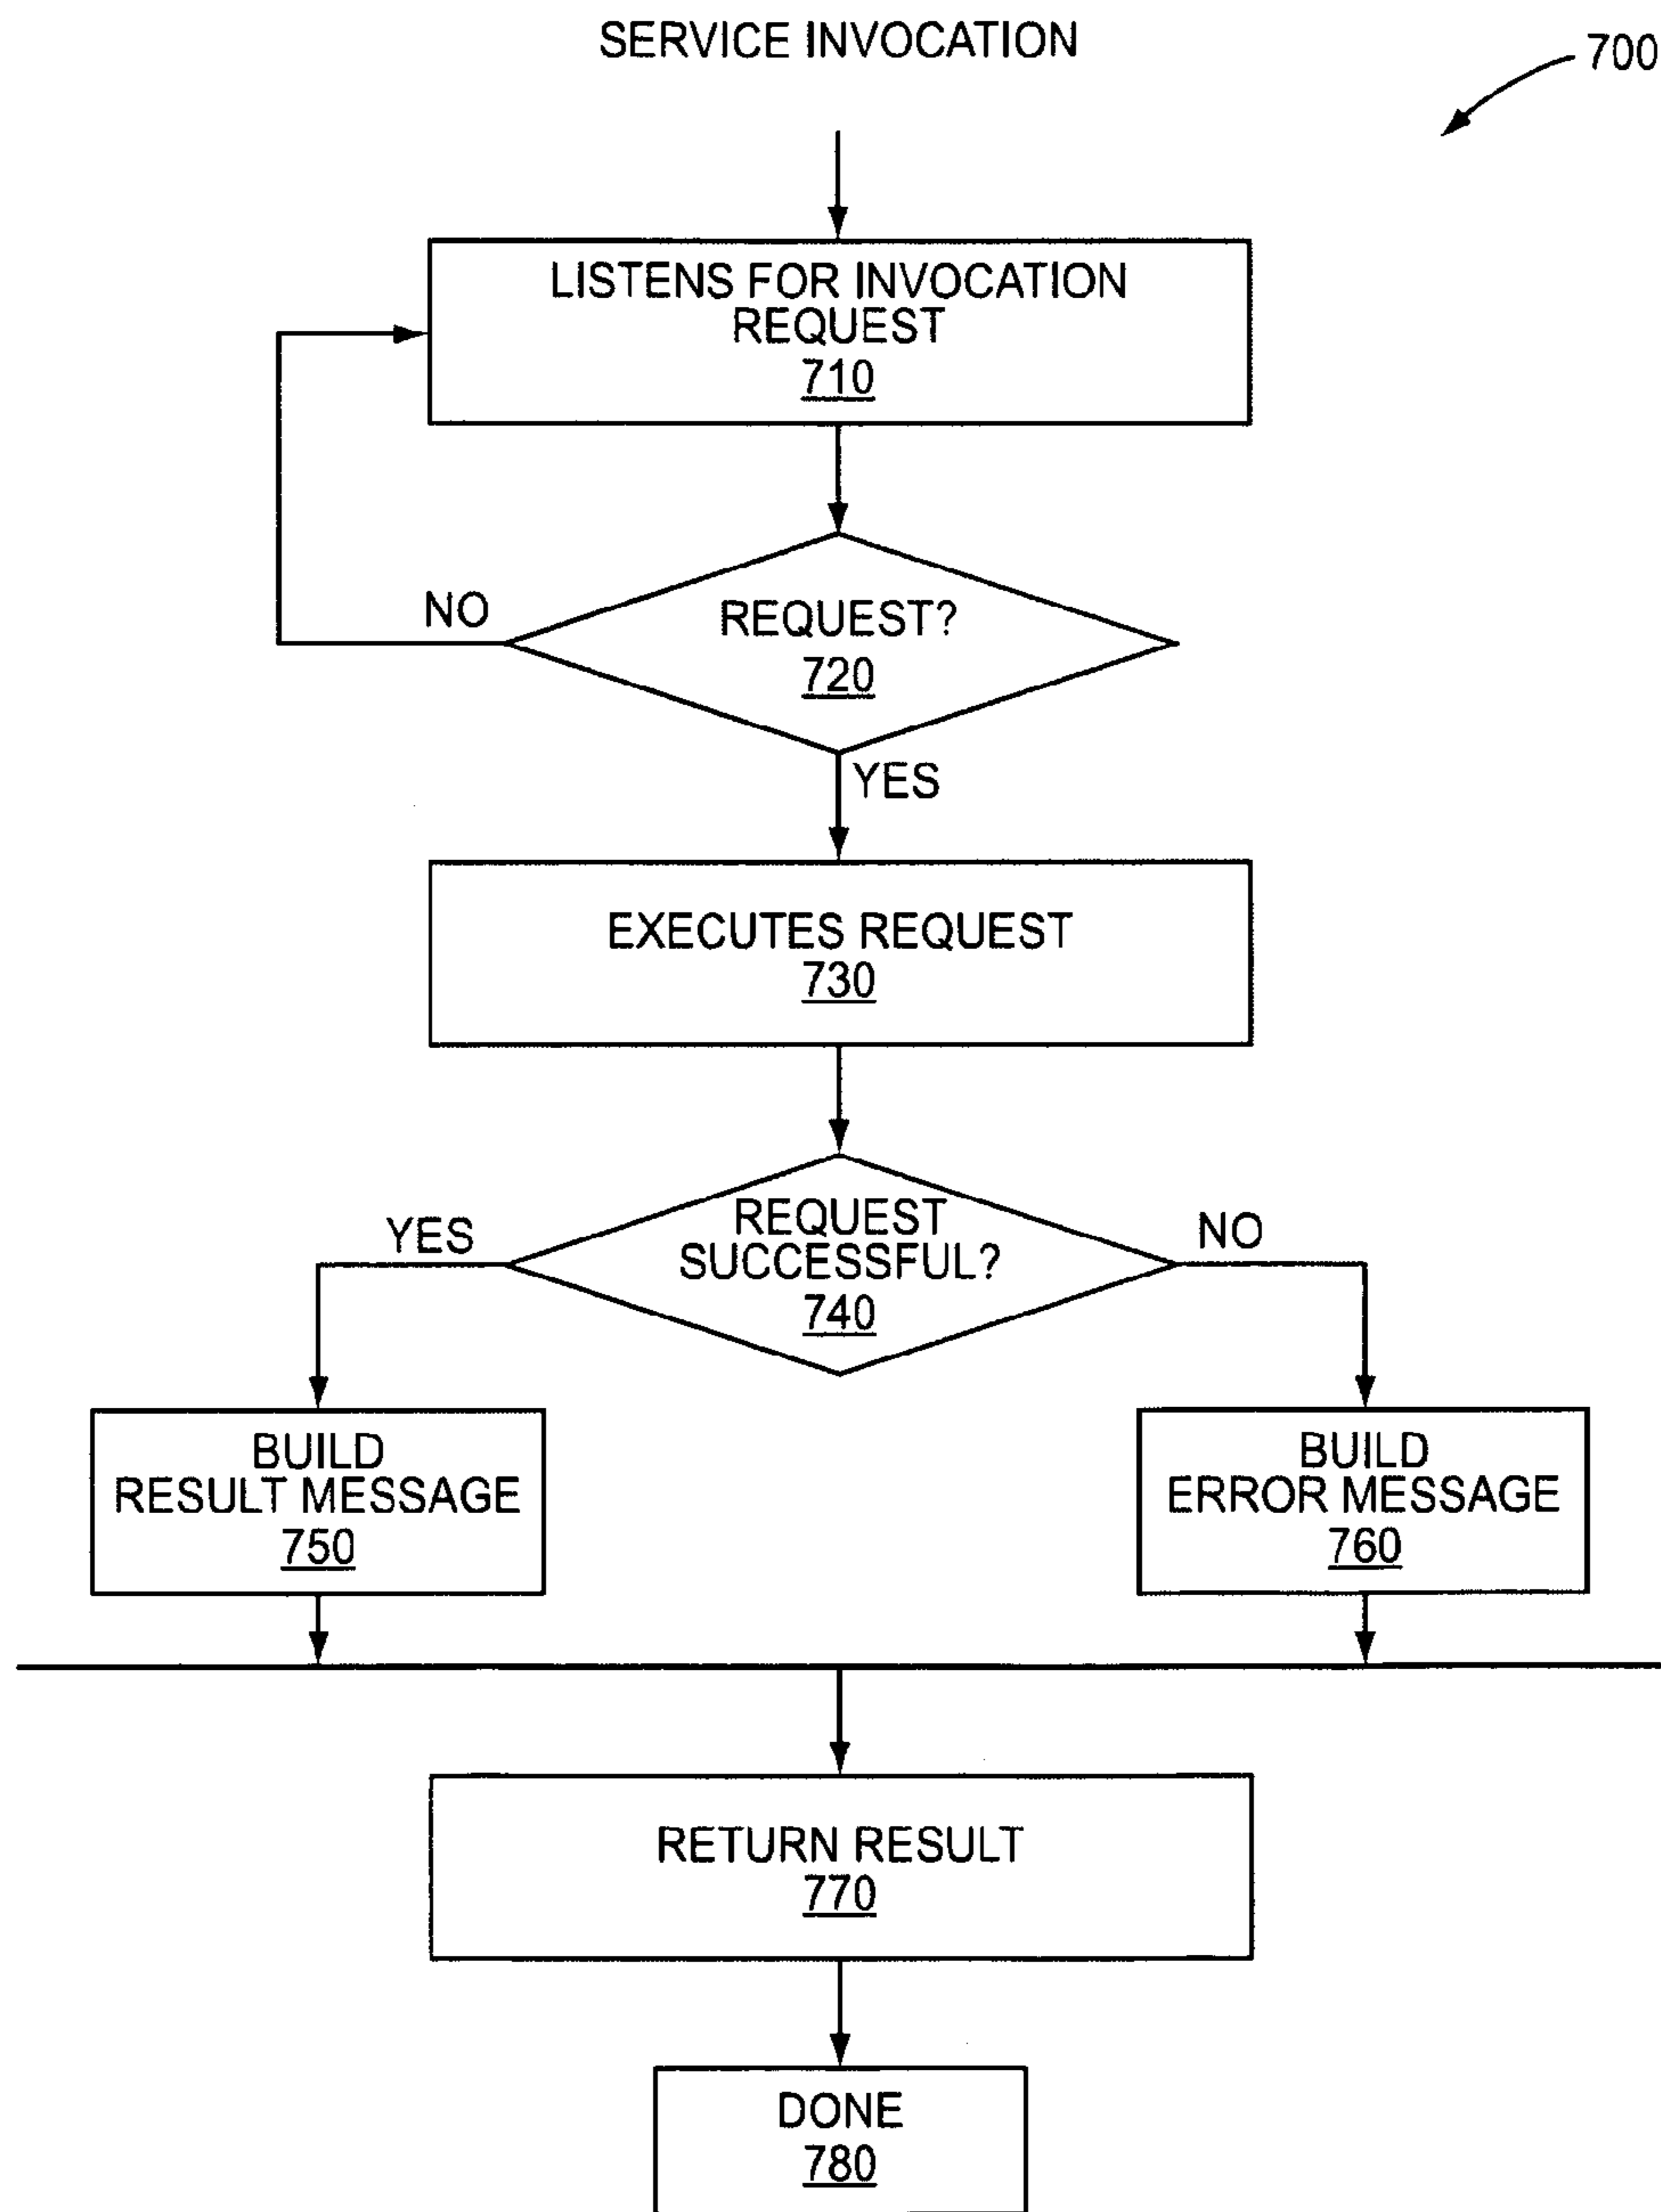 SERVICE INVOCATION
700
LISTENS FOR INVOCATION
REQUEST
710
NO
REQUEST?
720
YES
EXECUTES REQUEST
730
YES
REQUEST
SUCCESSFUL?
740
NO
BUILD
RESULT MESSAGE
750
BUILD
ERROR MESSAGE
760
RETURN RESULT
770
DONE
780